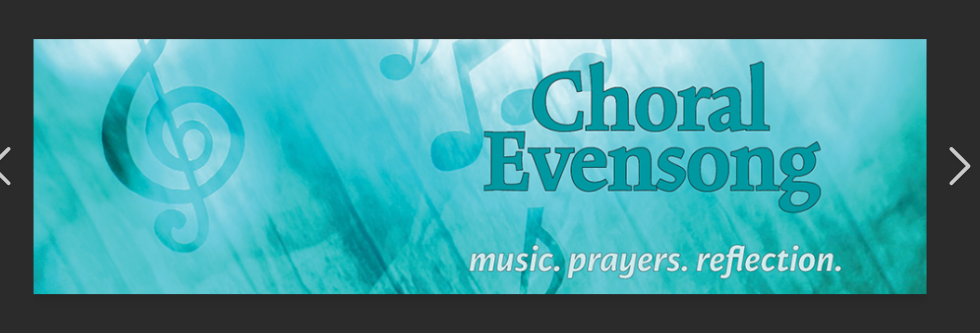 Choral
Evensong
music. prayers. reflection.